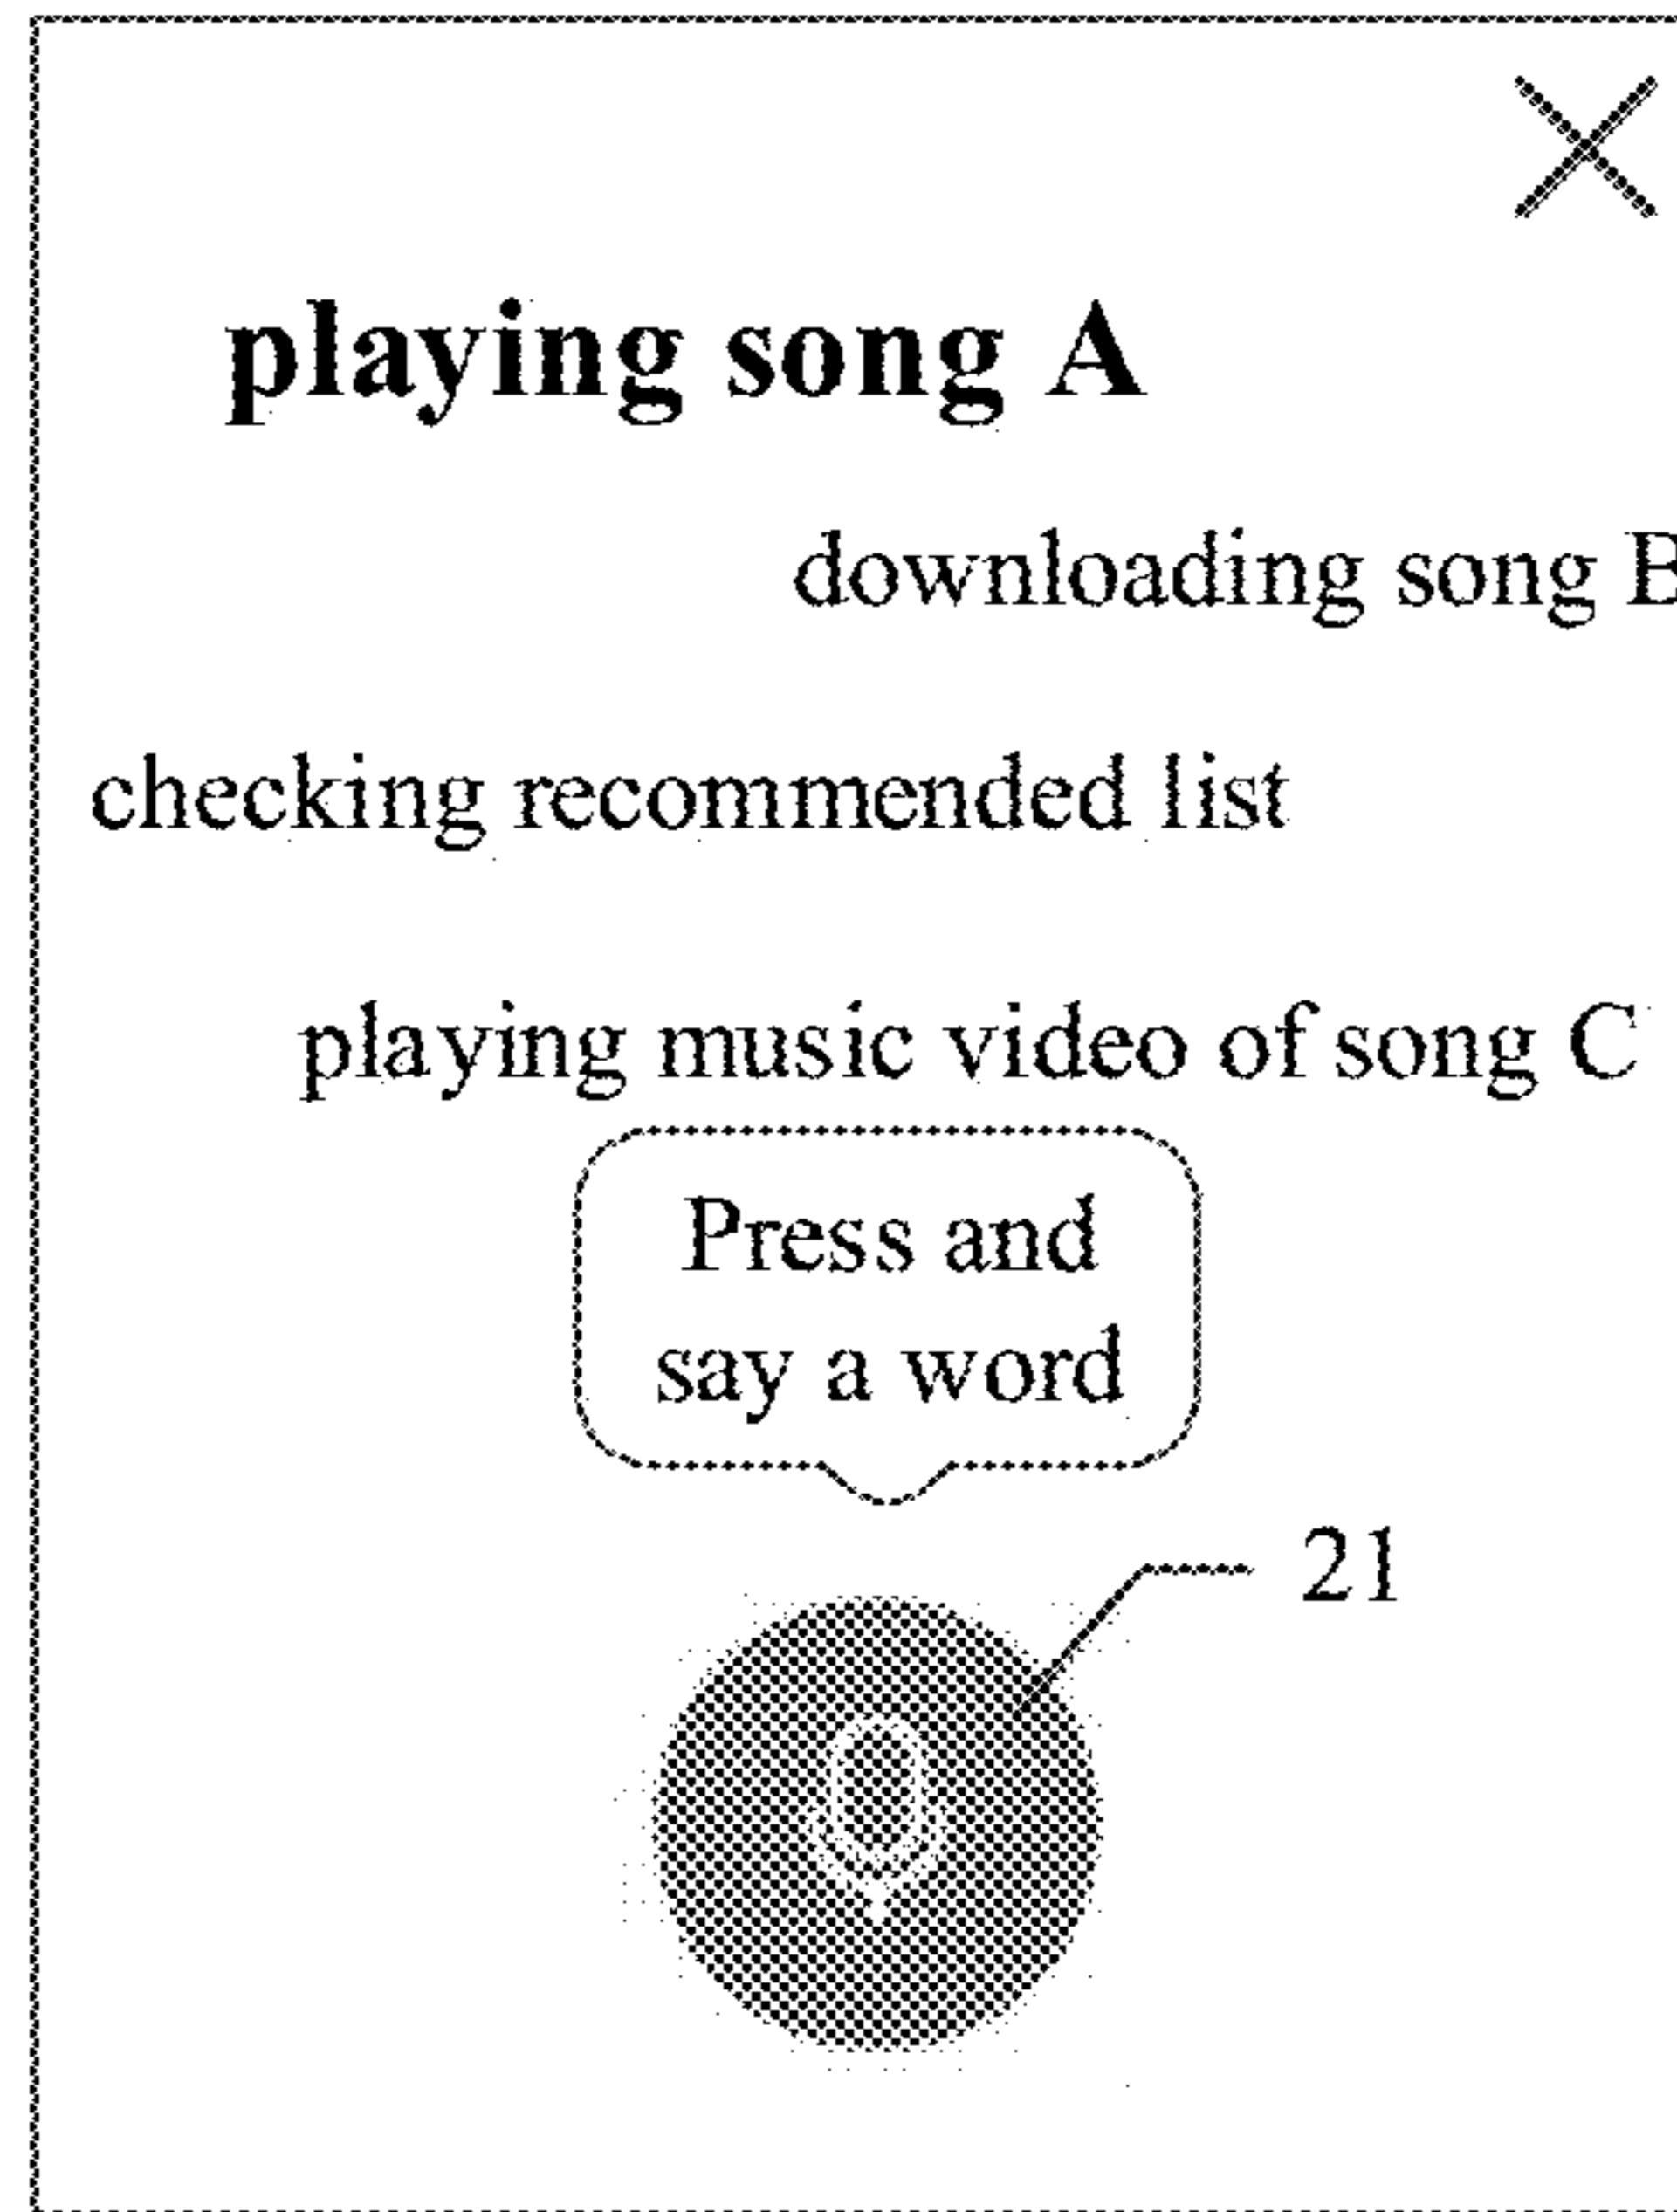 playing song A
downloading song B
checking recommended list
playing music video of song C
Press and
say a word
21